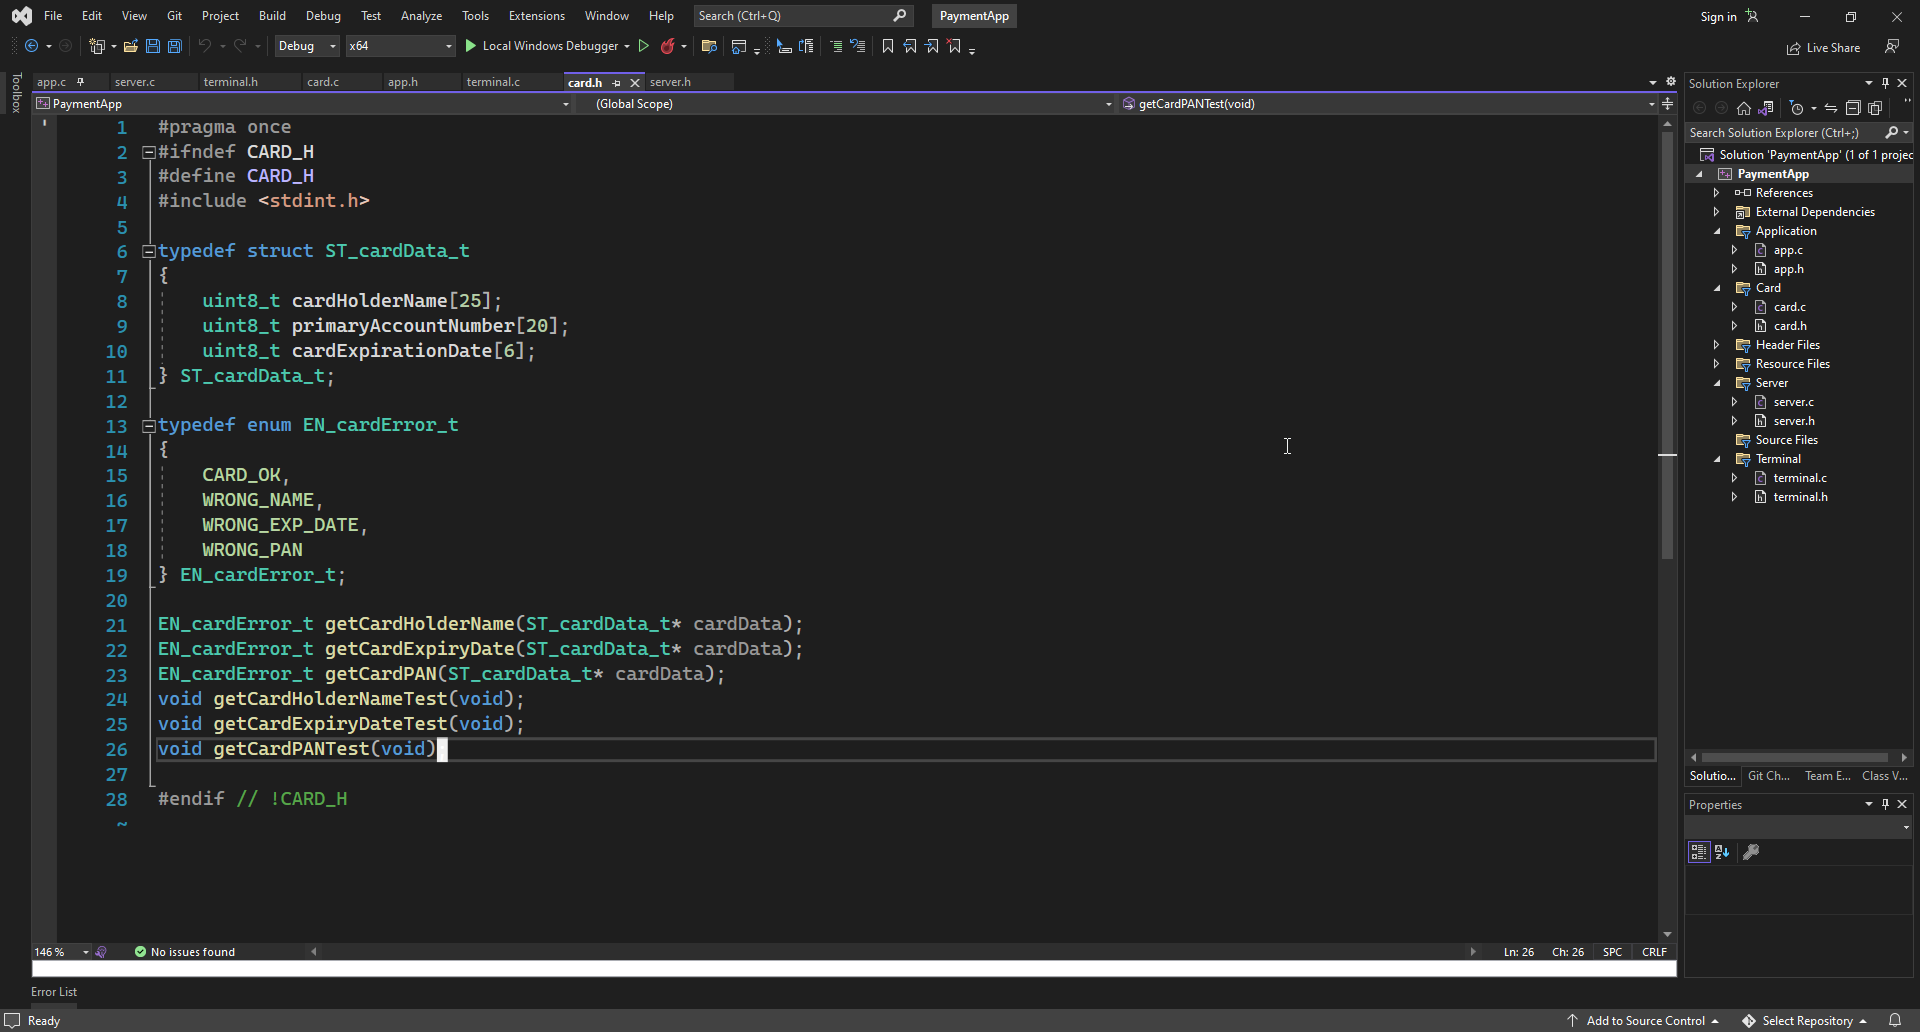 File Edit View Git Project Build Debug Test Analyze Tools Extensions Window Help Search (Ctrl+Q) PaymentApp Sign in
Debug x64 Local Windows Debugger Live Share
Toolbox
app.c server.c terminal.h card.c app.h terminal.c card.h server.h
PaymentApp (Global Scope) getCardPANTest(void)
1 #pragma once
2 #ifndef CARD_H
3 #define CARD_H
4 #include <stdint.h>
5
6 typedef struct ST_cardData_t
7 {
8 uint8_t cardHolderName[25];
9 uint8_t primaryAccountNumber[20];
10 uint8_t cardExpirationDate[6];
11 } ST_cardData_t;
12
13 typedef enum EN_cardError_t
14 {
15 CARD_OK,
16 WRONG_NAME,
17 WRONG_EXP_DATE,
18 WRONG_PAN
19 } EN_cardError_t;
20
21 EN_cardError_t getCardHolderName(ST_cardData_t* cardData);
22 EN_cardError_t getCardExpiryDate(ST_cardData_t* cardData);
23 EN_cardError_t getCardPAN(ST_cardData_t* cardData);
24 void getCardHolderNameTest(void);
25 void getCardExpiryDateTest(void);
26 void getCardPANTest(void)
27
28 #endif // !CARD_H
~
146 % No issues found Ln: 26 Ch: 26 SPC CRLF
Error List
Solution Explorer
Search Solution Explorer (Ctrl+;)
Solution 'PaymentApp' (1 of 1 projec
PaymentApp
References
External Dependencies
Application
app.c
app.h
Card
card.c
card.h
Header Files
Resource Files
Server
server.c
server.h
Source Files
Terminal
terminal.c
terminal.h
Solutio... Git Ch... Team E... Class V...
Properties
Ready Add to Source Control Select Repository